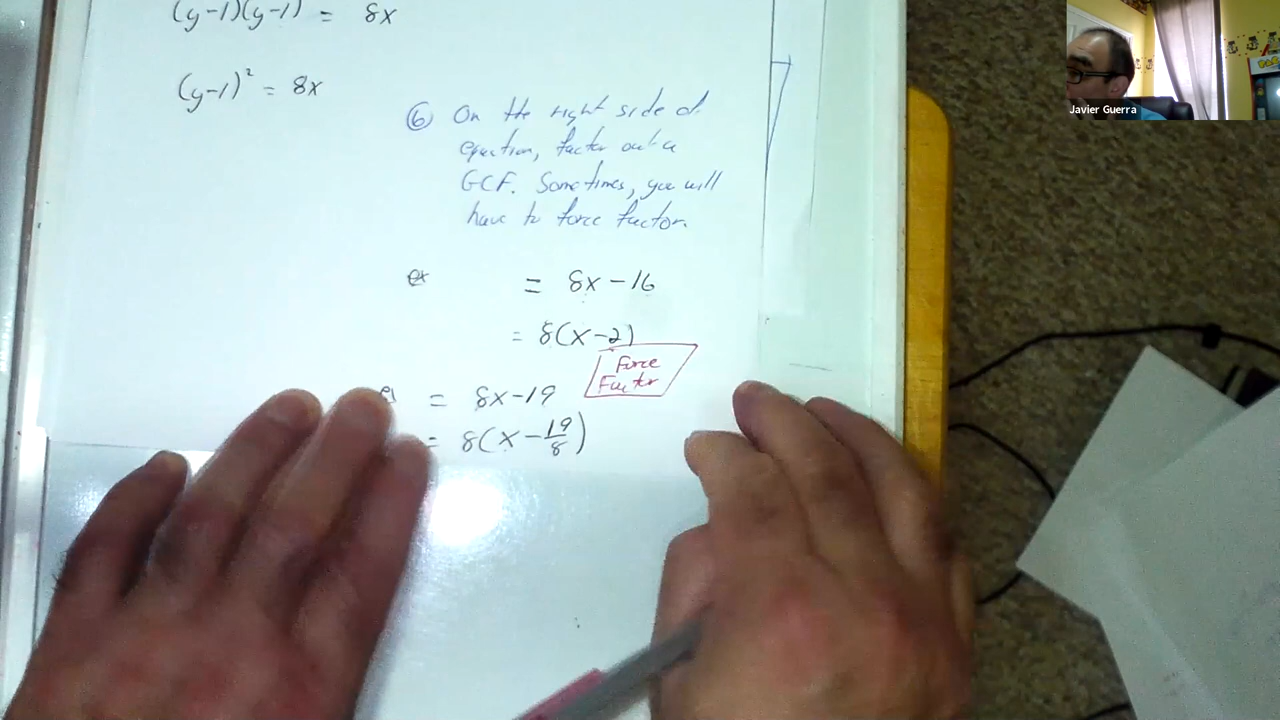 (y-1)(y-1) = 8x
(y-1)² = 8x
⑥ On the right side of
equation, factor out a
GCF. Sometimes, you will
have to force factor.
ex = 8x - 16
= 8(x-2)
Force
Factor
= 8x - 19
= 8(x - 19/8)
Javier Guerra